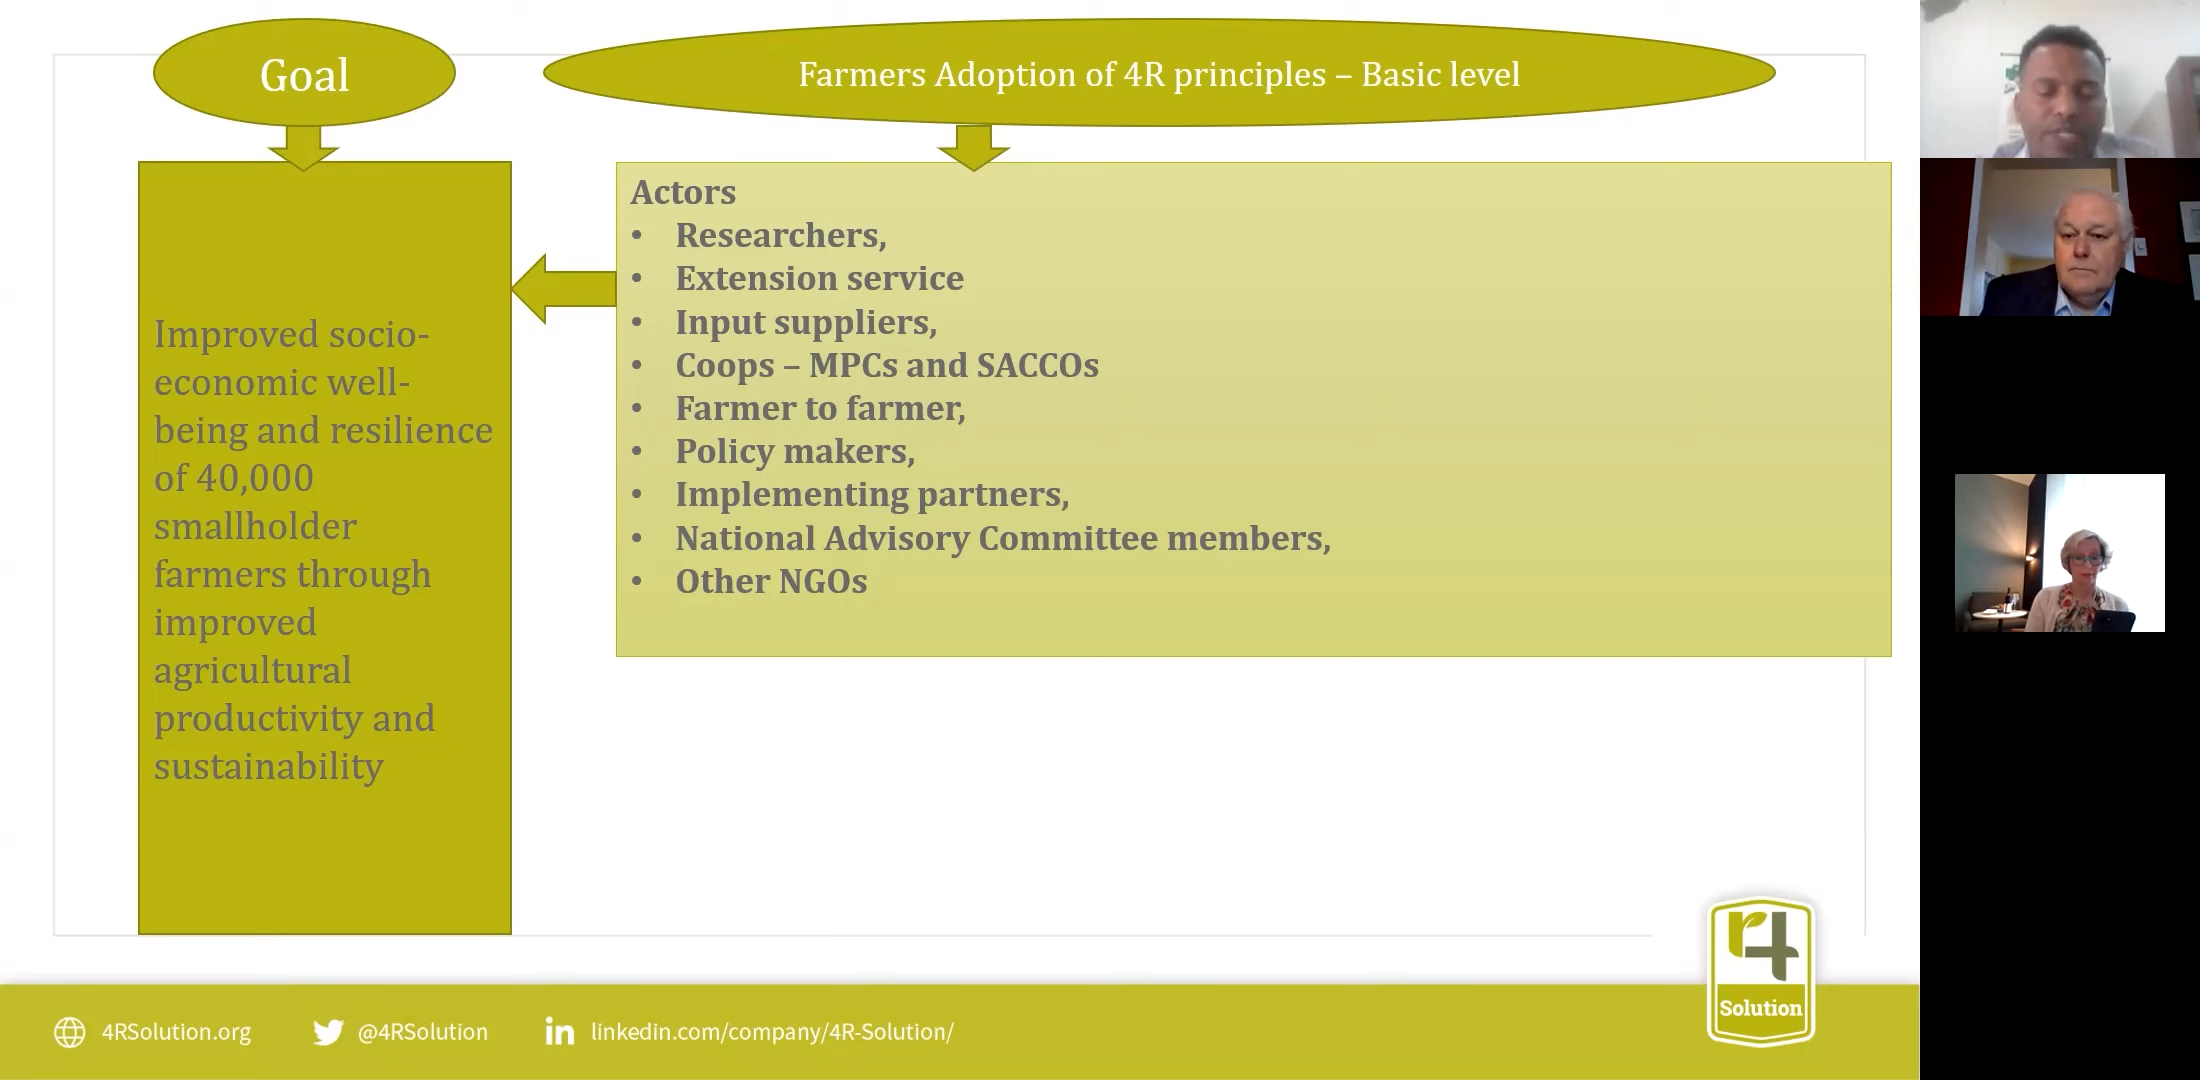 Goal
Farmers Adoption of 4R principles – Basic level
Improved socio-
economic well-
being and resilience
of 40,000
smallholder
farmers through
improved
agricultural
productivity and
sustainability
Actors
• Researchers,
• Extension service
• Input suppliers,
• Coops – MPCs and SACCOs
• Farmer to farmer,
• Policy makers,
• Implementing partners,
• National Advisory Committee members,
• Other NGOs
r4
Solution
4RSolution.org
@4RSolution
in linkedin.com/company/4R-Solution/